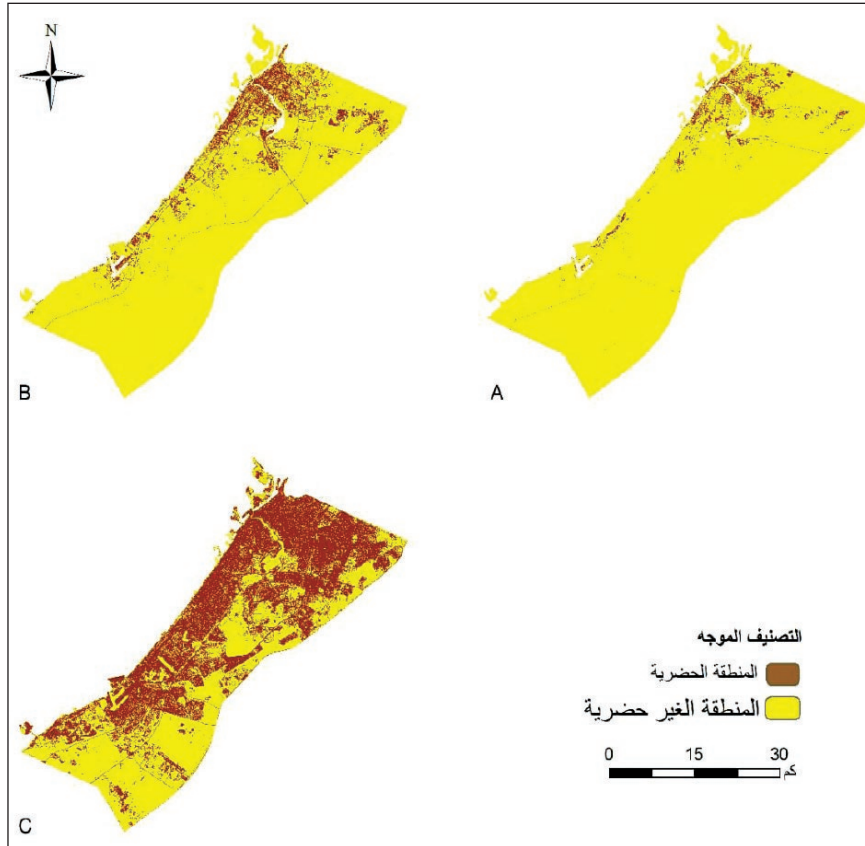 N
B
A
C
التصنيف الموجه
المنطقة الحضرية
المنطقة الغير حضرية
0 15 30
كم